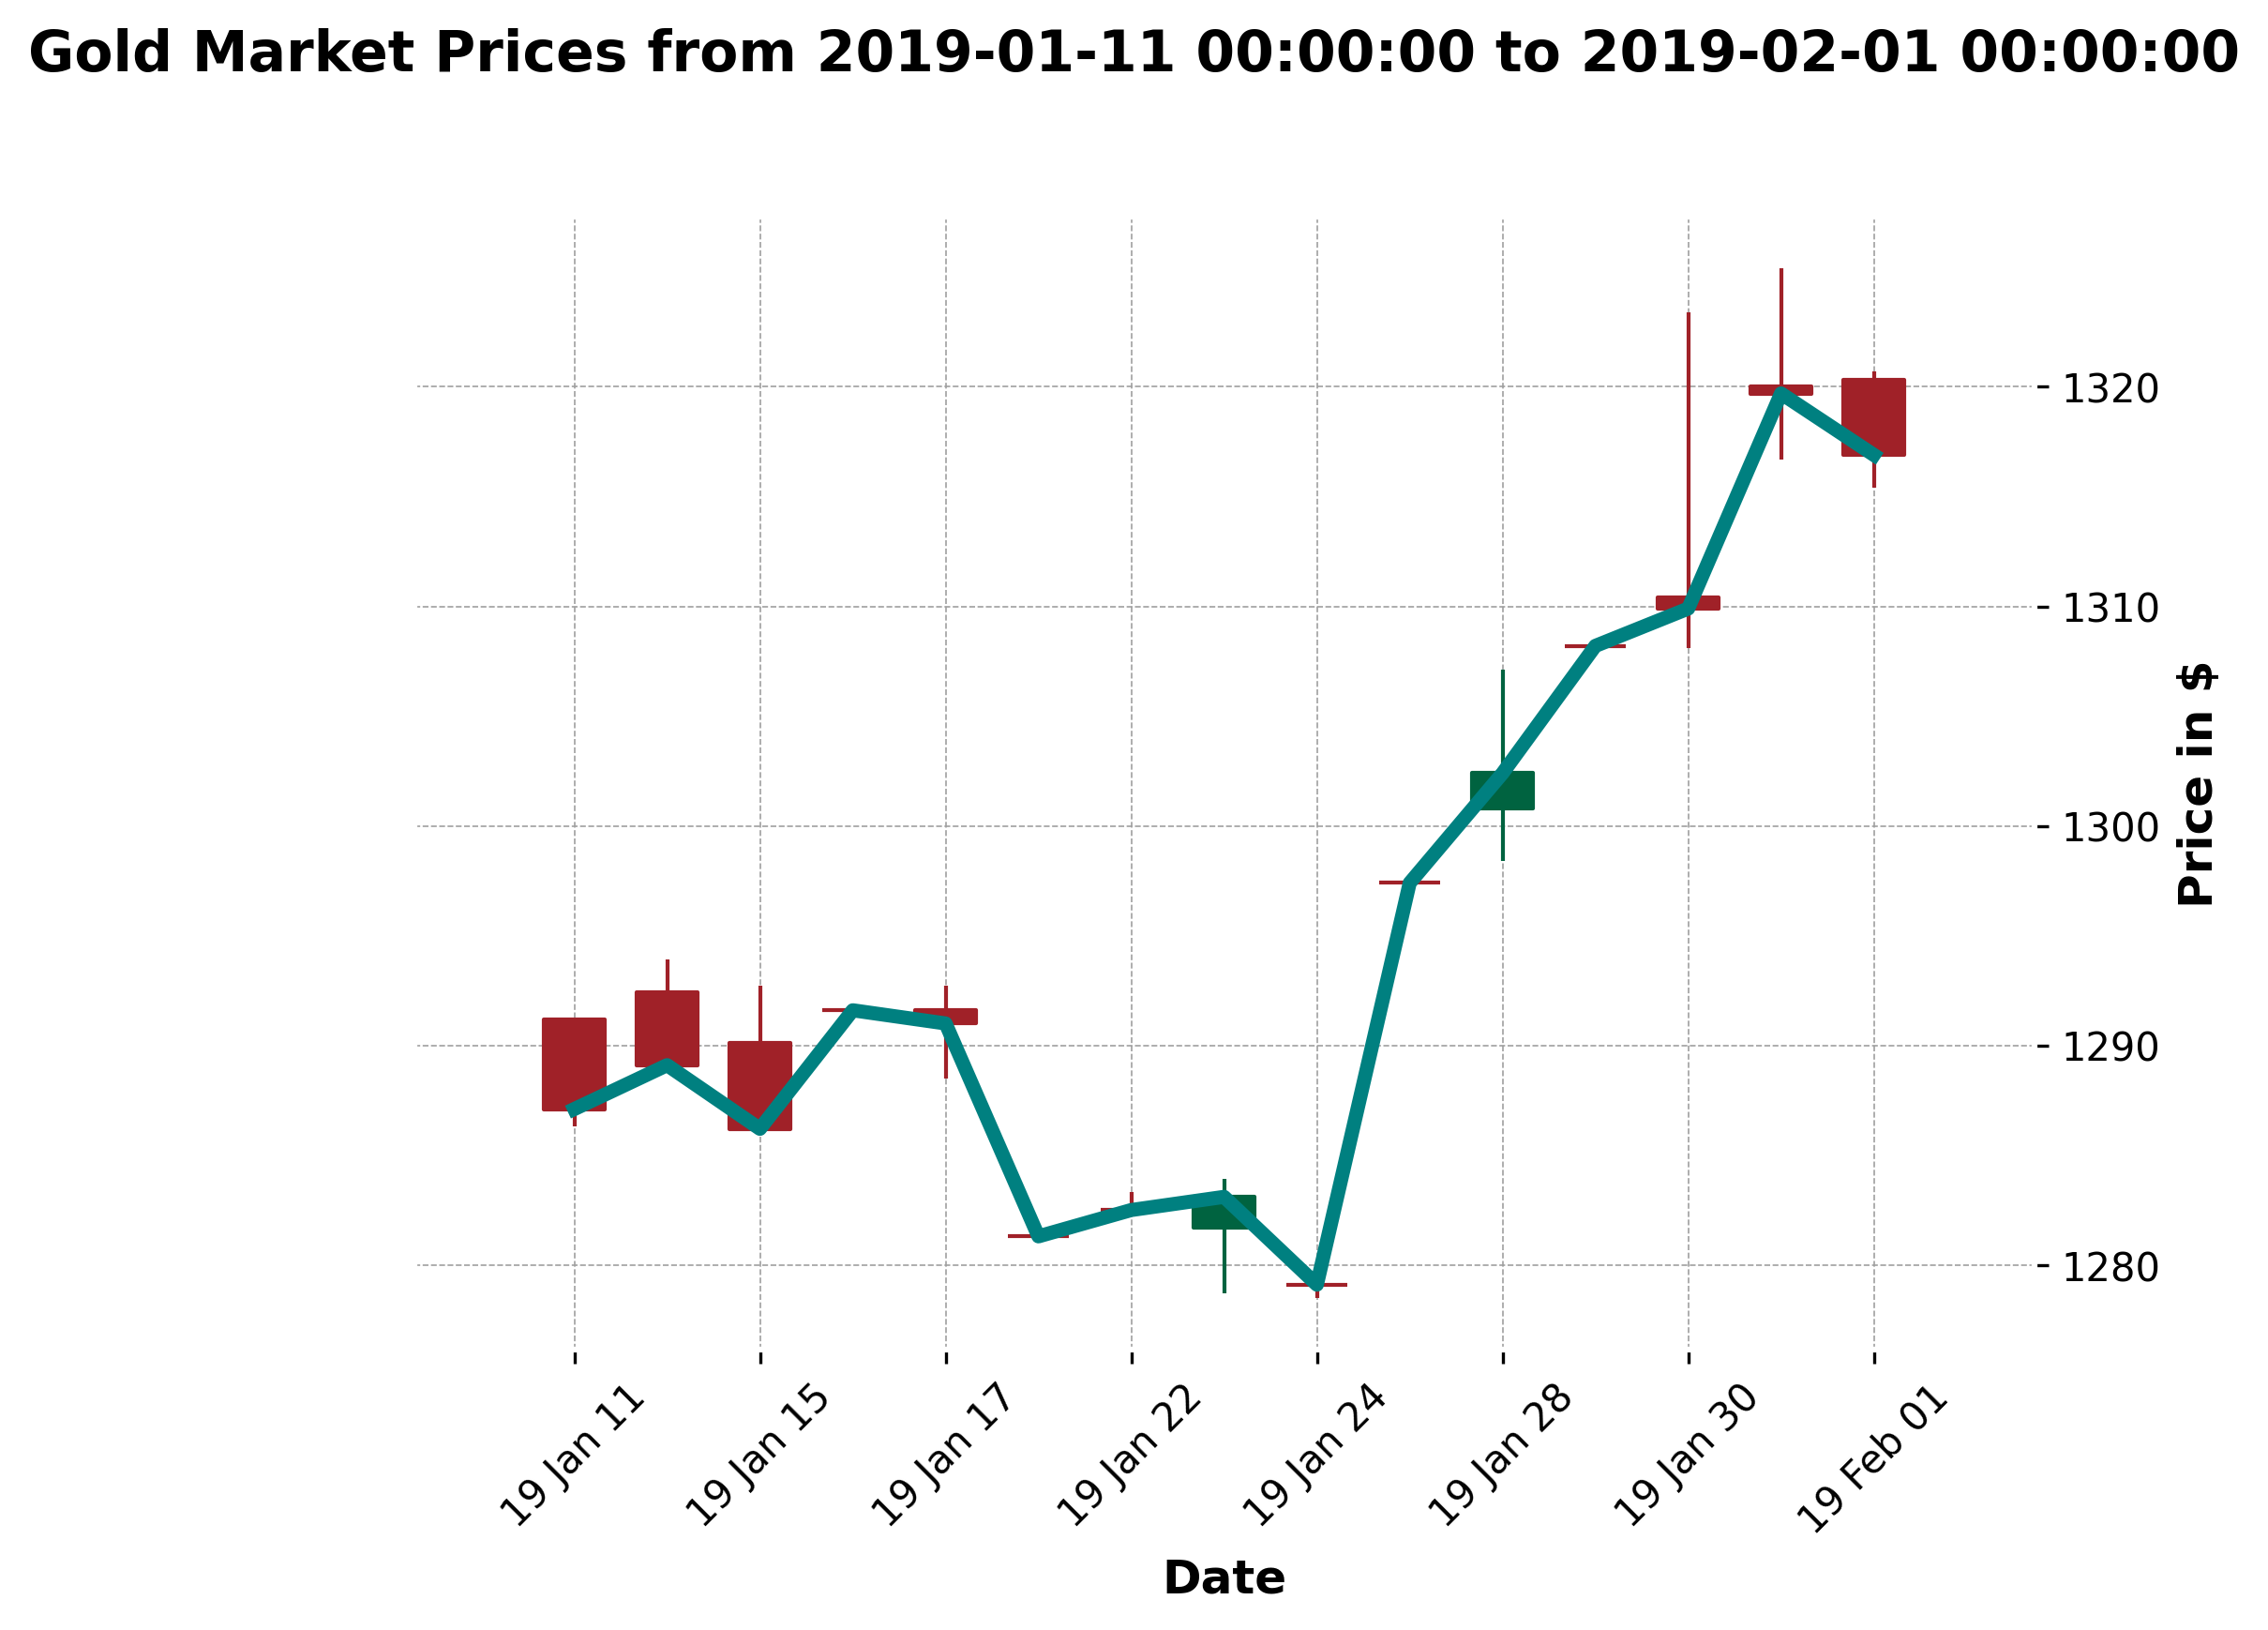 Gold Market Prices from 2019-01-11 00:00:00 to 2019-02-01 00:00:00
1320
1310
1300
1290
1280
Price in $
19 Jan 11
19 Jan 15
19 Jan 17
19 Jan 22
19 Jan 24
19 Jan 28
19 Jan 30
19 Feb 01
Date